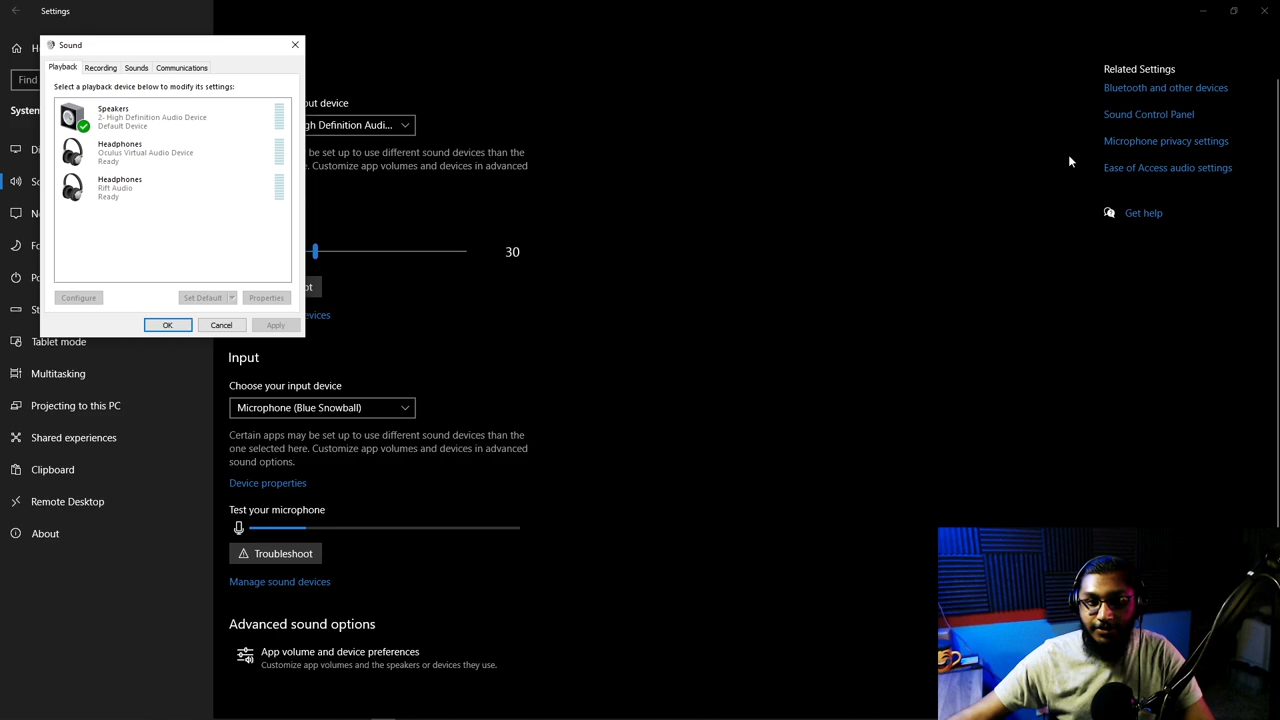 Settings
Sound
Playback
Recording
Sounds
Communications
Select a playback device below to modify its settings:
Speakers
2- High Definition Audio Device
Default Device
Headphones
Oculus Virtual Audio Device
Ready
Headphones
Rift Audio
Ready
Configure
Set Default
Properties
OK
Cancel
Apply
Find
Tablet mode
Multitasking
Projecting to this PC
Shared experiences
Clipboard
Remote Desktop
About
gh Definition Audi...
be set up to use different sound devices than the
. Customize app volumes and devices in advanced
30
Input
Choose your input device
Microphone (Blue Snowball)
Certain apps may be set up to use different sound devices than the
one selected here. Customize app volumes and devices in advanced
sound options.
Device properties
Test your microphone
Troubleshoot
Manage sound devices
Advanced sound options
App volume and device preferences
Customize app volumes and the speakers or devices they use.
Related Settings
Bluetooth and other devices
Sound Control Panel
Microphone privacy settings
Ease of Access audio settings
Get help